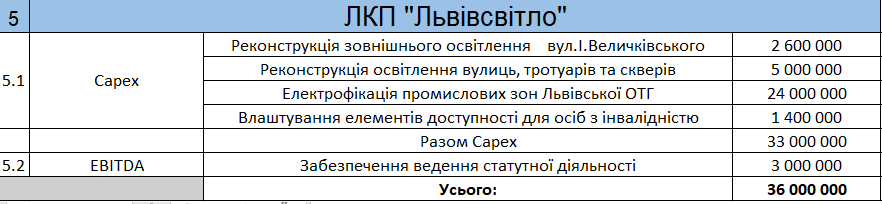 5 ЛКП "Львівсвітло"
5.1 Capex Реконструкція зовнішнього освітлення вул.І.Величківського 2 600 000
Реконструкція освітлення вулиць, тротуарів та скверів 5 000 000
Електрофікація промислових зон Львівської ОТГ 24 000 000
Влаштування елементів доступності для осіб з інвалідністю 1 400 000
Разом Capex 33 000 000
5.2 EBITDA Забезпечення ведення статутної діяльності 3 000 000
Усього: 36 000 000